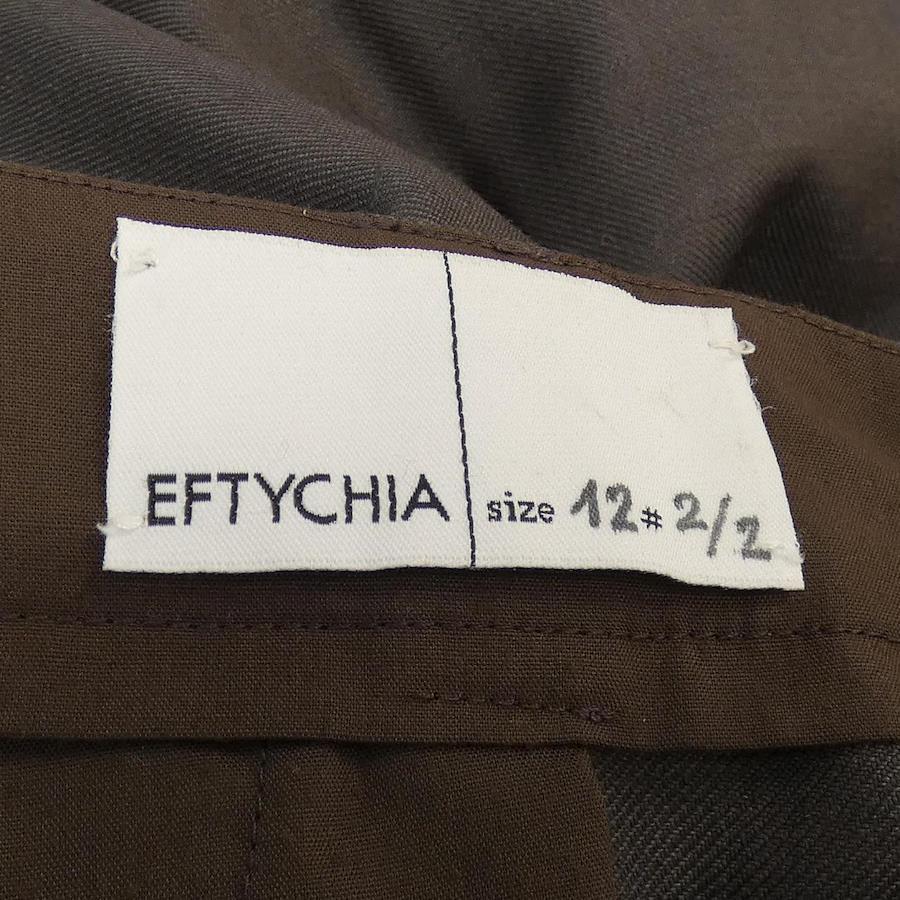 EFTYCHIA
size 12 # 2/2